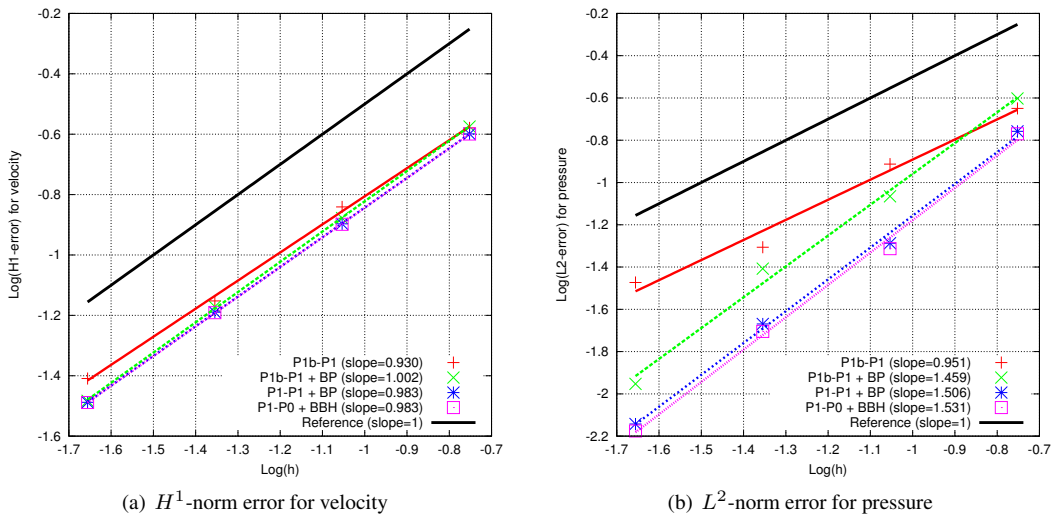 -0.2
-0.4
-0.6
-0.8
-1
-1.2
-1.4
-1.6
Log(H1-error) for velocity
P1b-P1 (slope=0.930)
P1b-P1 + BP (slope=1.002)
P1-P1 + BP (slope=0.983)
P1-P0 + BBH (slope=0.983)
Reference (slope=1)
-1.7 -1.6 -1.5 -1.4 -1.3 -1.2 -1.1 -1 -0.9 -0.8 -0.7
Log(h)
(a) H1-norm error for velocity
-0.2
-0.4
-0.6
-0.8
-1
-1.2
-1.4
-1.6
-1.8
-2
-2.2
Log(L2-error) for pressure
P1b-P1 (slope=0.951)
P1b-P1 + BP (slope=1.459)
P1-P1 + BP (slope=1.506)
P1-P0 + BBH (slope=1.531)
Reference (slope=1)
-1.7 -1.6 -1.5 -1.4 -1.3 -1.2 -1.1 -1 -0.9 -0.8 -0.7
Log(h)
(b) L2-norm error for pressure